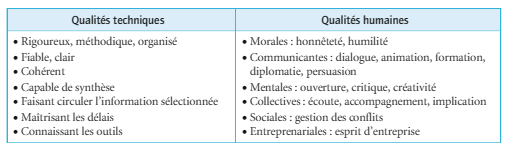 Qualités techniques
• Rigoureux, méthodique, organisé
• Fiable, clair
• Cohérent
• Capable de synthèse
• Faisant circuler l'information sélectionnée
• Maîtrisant les délais
• Connaissant les outils
Qualités humaines
• Morales : honnêteté, humilité
• Communicantes : dialogue, animation, formation,
diplomatie, persuasion
• Mentales : ouverture, critique, créativité
• Collectives : écoute, accompagnement, implication
• Sociales : gestion des conflits
• Entreprenariales : esprit d'entreprise